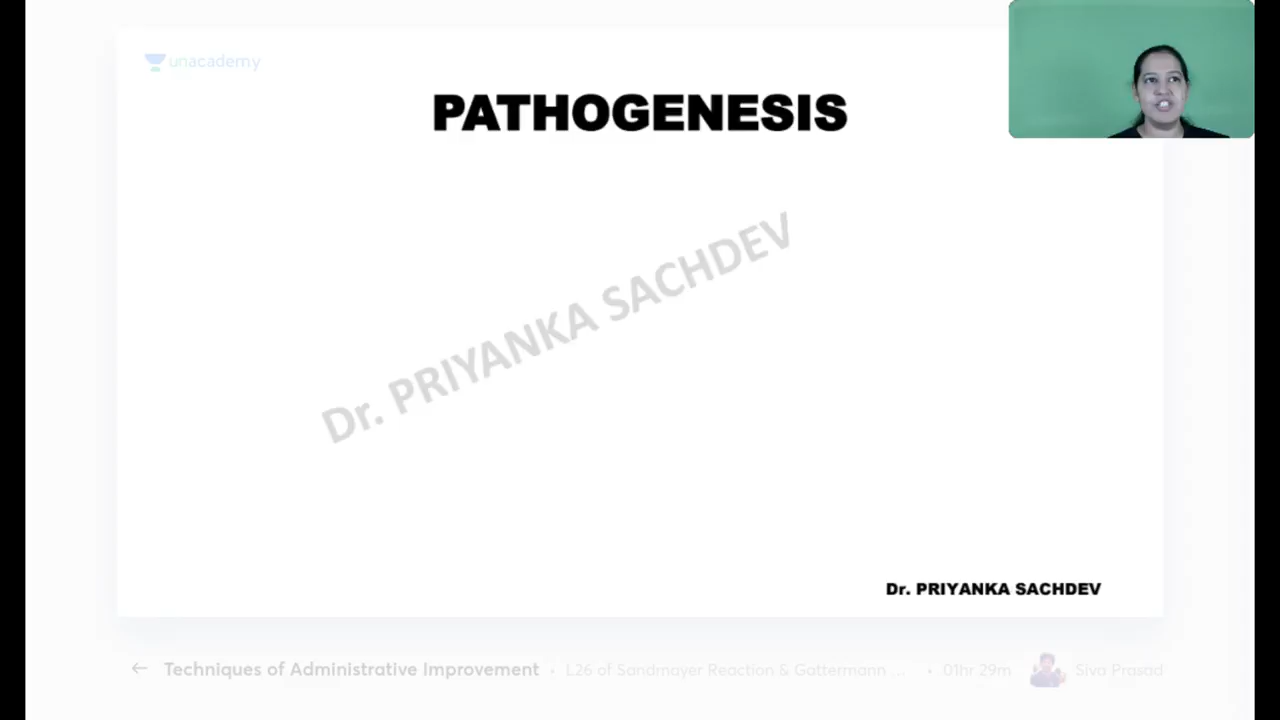 unacademy
PATHOGENESIS
Dr. PRIYANKA SACHDEV
Dr. PRIYANKA SACHDEV
← Techniques of Administrative Improvement • L26 of Sandmayer Reaction & Gattermann ... • 01hr 29m Siva Prasad